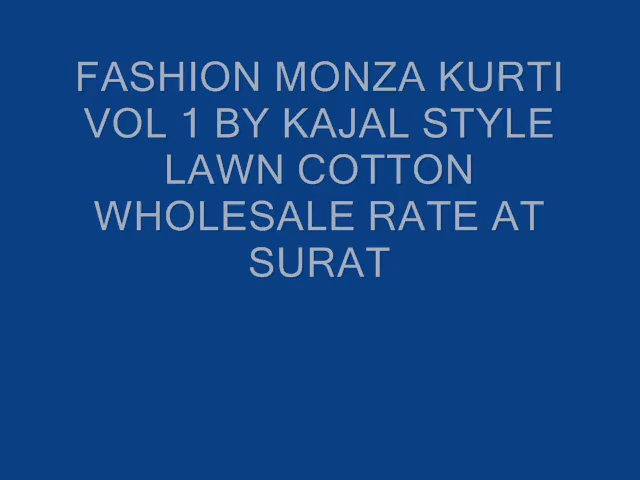 FASHION MONZA KURTI
VOL 1 BY KAJAL STYLE
LAWN COTTON
WHOLESALE RATE AT
SURAT